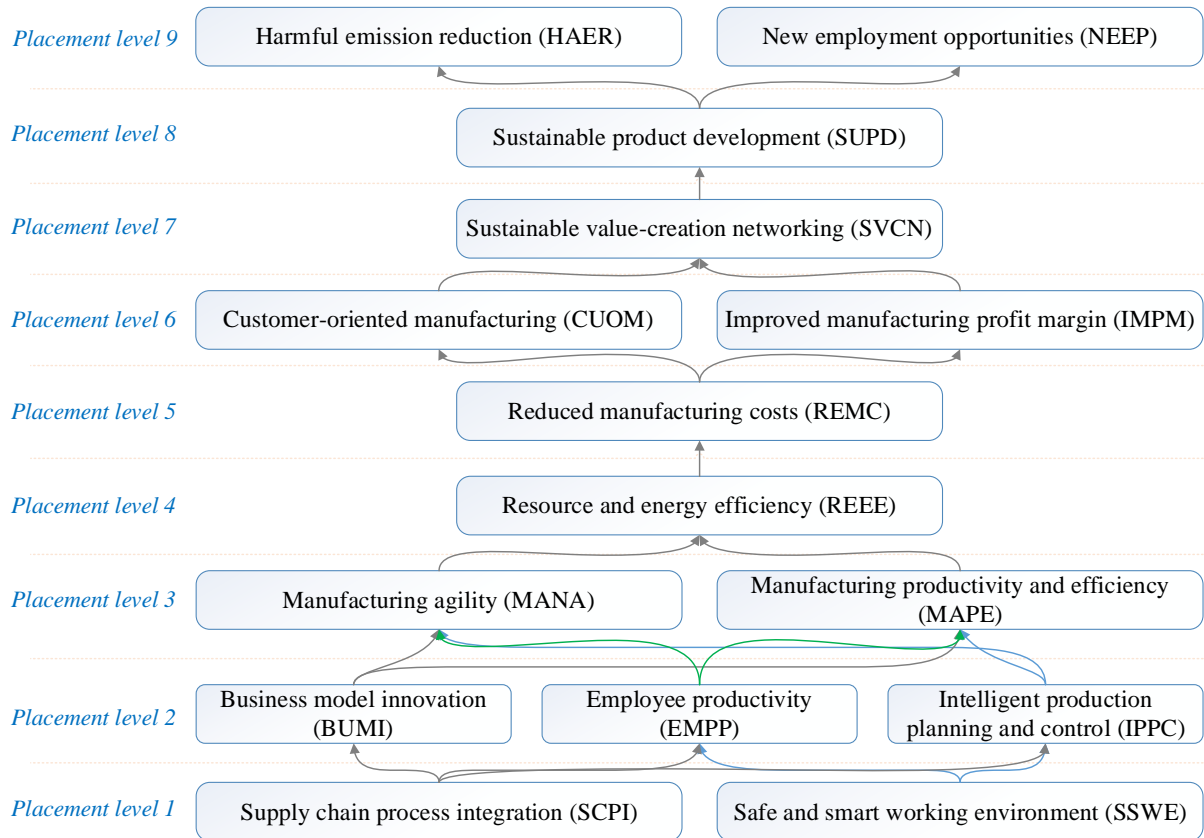 Placement level 9
Harmful emission reduction (HAER)
New employment opportunities (NEEP)
Placement level 8
Sustainable product development (SUPD)
Placement level 7
Sustainable value-creation networking (SVCN)
Placement level 6
Customer-oriented manufacturing (CUOM)
Improved manufacturing profit margin (IMPM)
Placement level 5
Reduced manufacturing costs (REMC)
Placement level 4
Resource and energy efficiency (REEE)
Placement level 3
Manufacturing agility (MANA)
Manufacturing productivity and efficiency
(MAPE)
Placement level 2
Business model innovation
(BUMI)
Employee productivity
(EMPP)
Intelligent production
planning and control (IPPC)
Placement level 1
Supply chain process integration (SCPI)
Safe and smart working environment (SSWE)